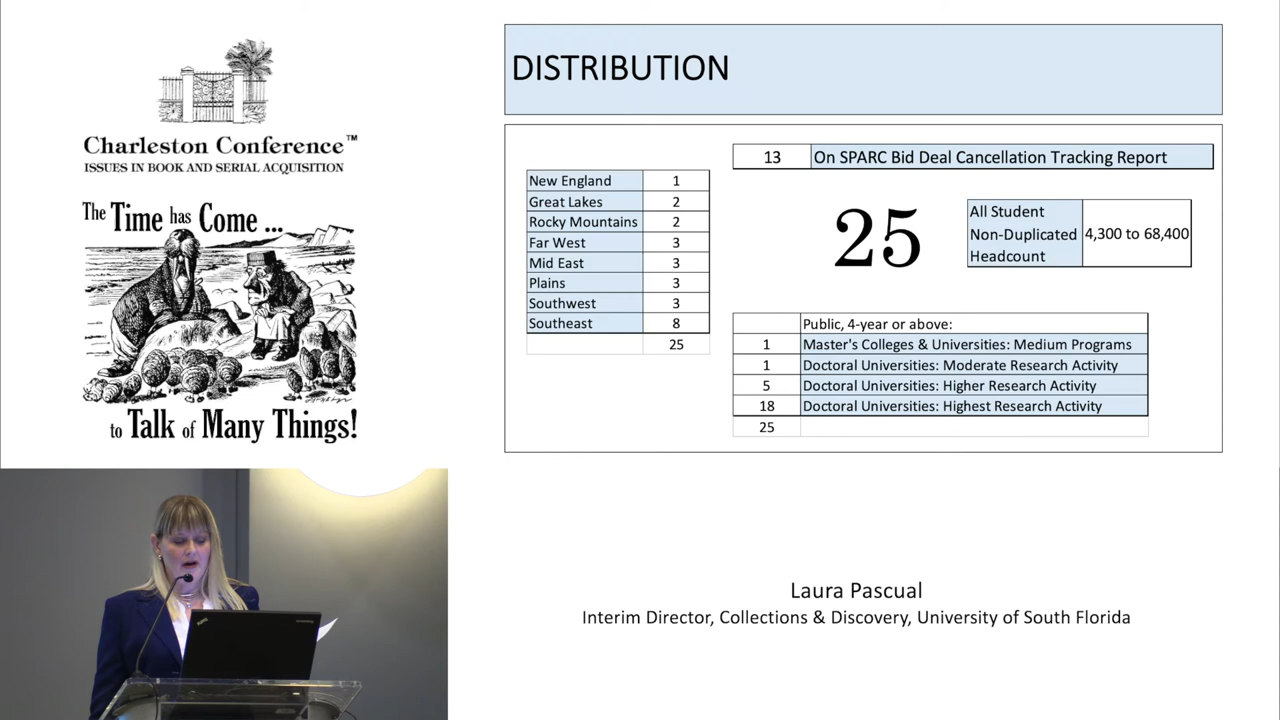 Charleston Conference™
ISSUES IN BOOK AND SERIAL ACQUISITION
The Time has Come ...
to Talk of Many Things!
DISTRIBUTION
New England 1
Great Lakes 2
Rocky Mountains 2
Far West 3
Mid East 3
Plains 3
Southwest 3
Southeast 8
25
13 On SPARC Bid Deal Cancellation Tracking Report
25
All Student
Non-Duplicated
Headcount
4,300 to 68,400
Public, 4-year or above:
1 Master's Colleges & Universities: Medium Programs
1 Doctoral Universities: Moderate Research Activity
5 Doctoral Universities: Higher Research Activity
18 Doctoral Universities: Highest Research Activity
25
Laura Pascual
Interim Director, Collections & Discovery, University of South Florida